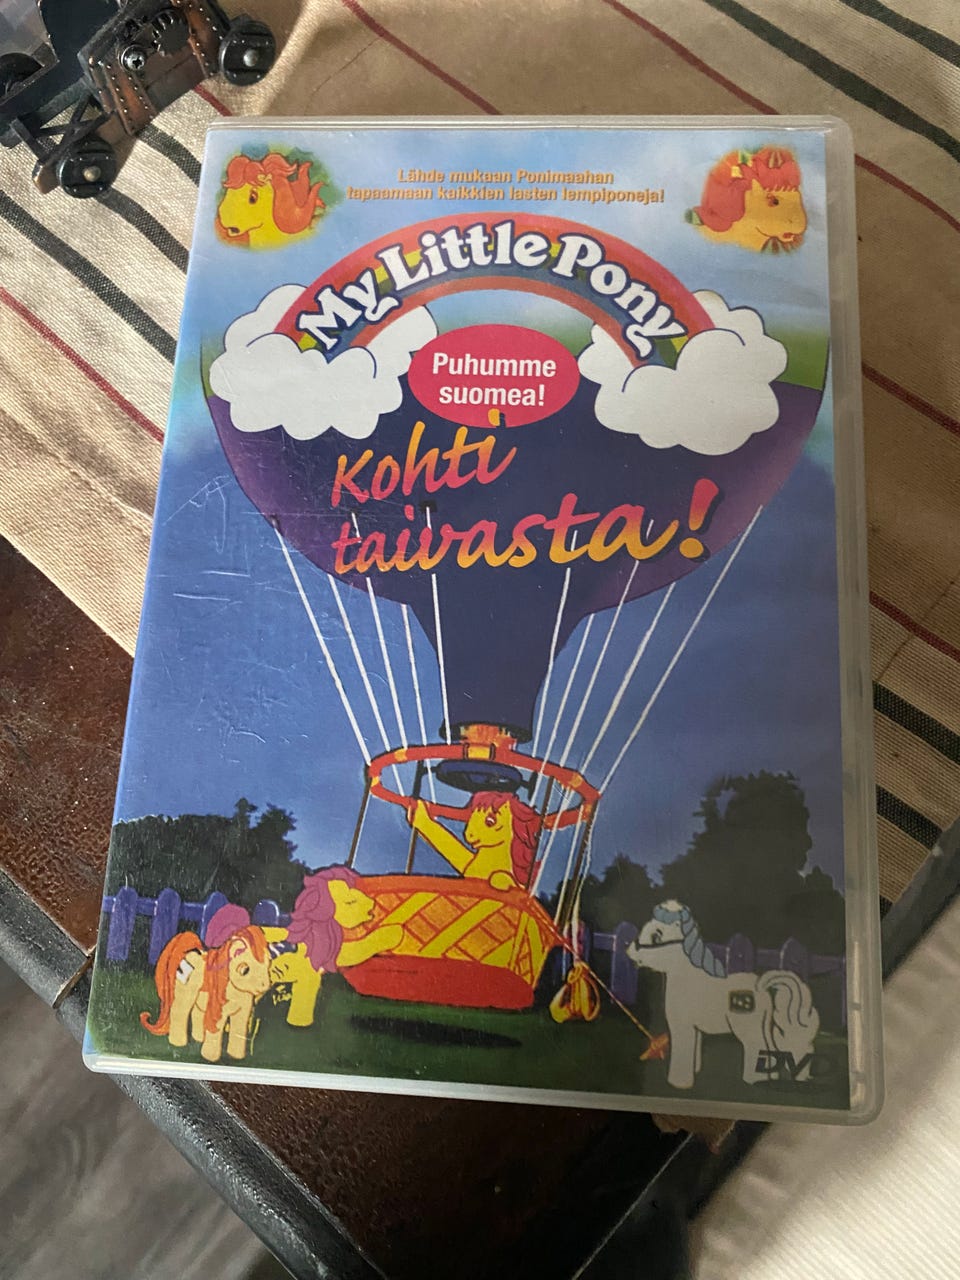 Lähde mukaan Ponimaahan
tapaamaan kaikkien lasten lempiponeja!
My Little Pony
Puhumme
suomea!
Kohti
taivasta!
DVD